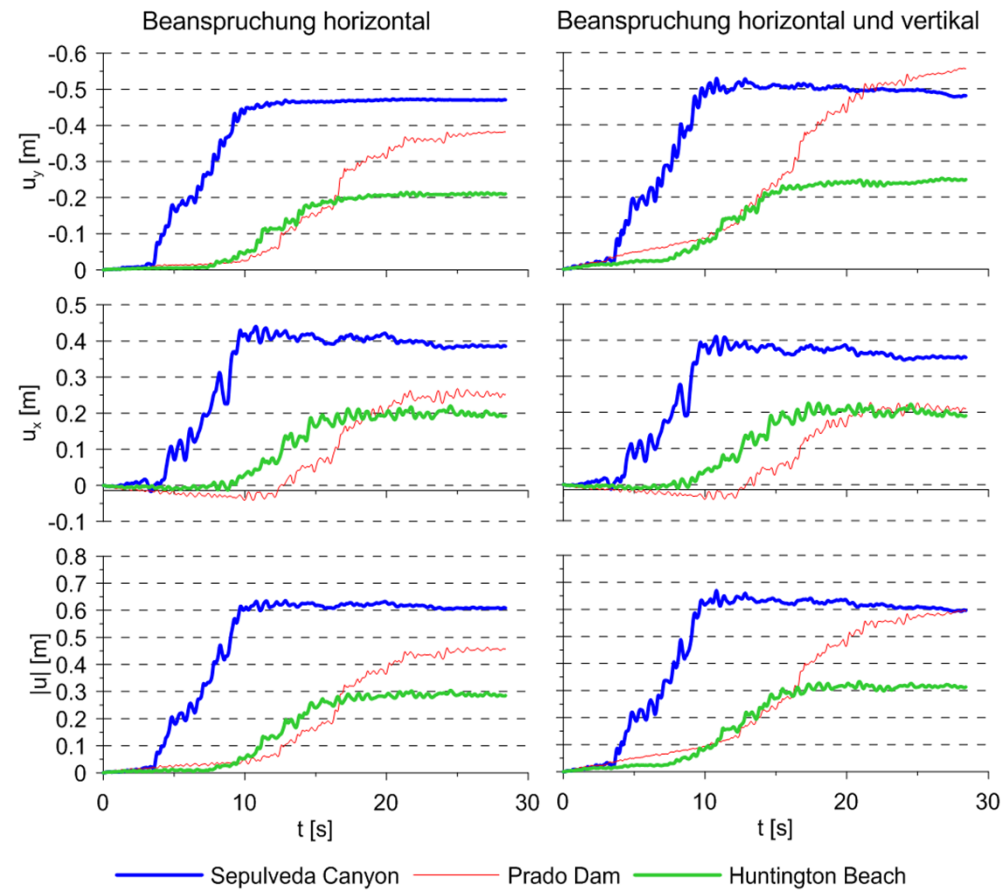 Beanspruchung horizontal
Beanspruchung horizontal und vertikal
-0.6
-0.5
-0.4
-0.3
-0.2
-0.1
0
u_y [m]
0.5
0.4
0.3
0.2
0.1
0
-0.1
u_x [m]
0.8
0.7
0.6
0.5
0.4
0.3
0.2
0.1
0
|u| [m]
0 10 20 30
0 10 20 30
t [s]
t [s]
Sepulveda Canyon
Prado Dam
Huntington Beach